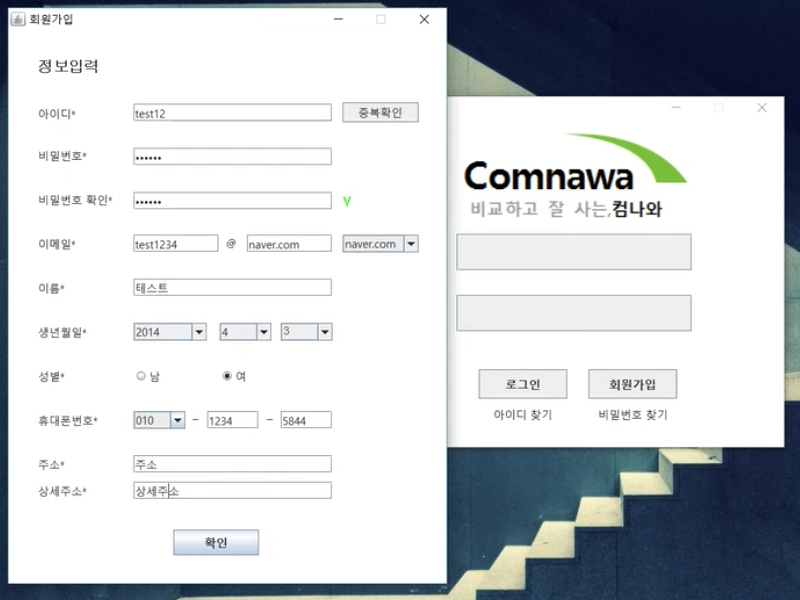 회원가입
정보입력
아이디* test12 중복확인
비밀번호* ••••••
비밀번호 확인* •••••• V
이메일* test1234 @ naver.com naver.com
이름* 테스트
생년월일* 2014 4 3
성별* 남 여
휴대폰번호* 010 - 1234 - 5844
주소* 주소
상세주소* 상세주소
확인
Comnawa
비교하고 잘 사는,컴나와
로그인 회원가입
아이디 찾기 비밀번호 찾기